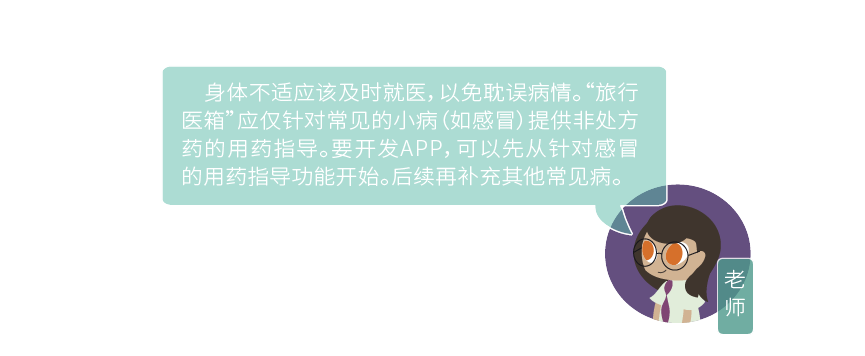 身体不适应该及时就医，以免耽误病情。“旅行
医箱”应仅针对常见的小病（如感冒）提供非处方
药的用药指导。要开发APP，可以先从针对感冒
的用药指导功能开始。后续再补充其他常见病。
老
师